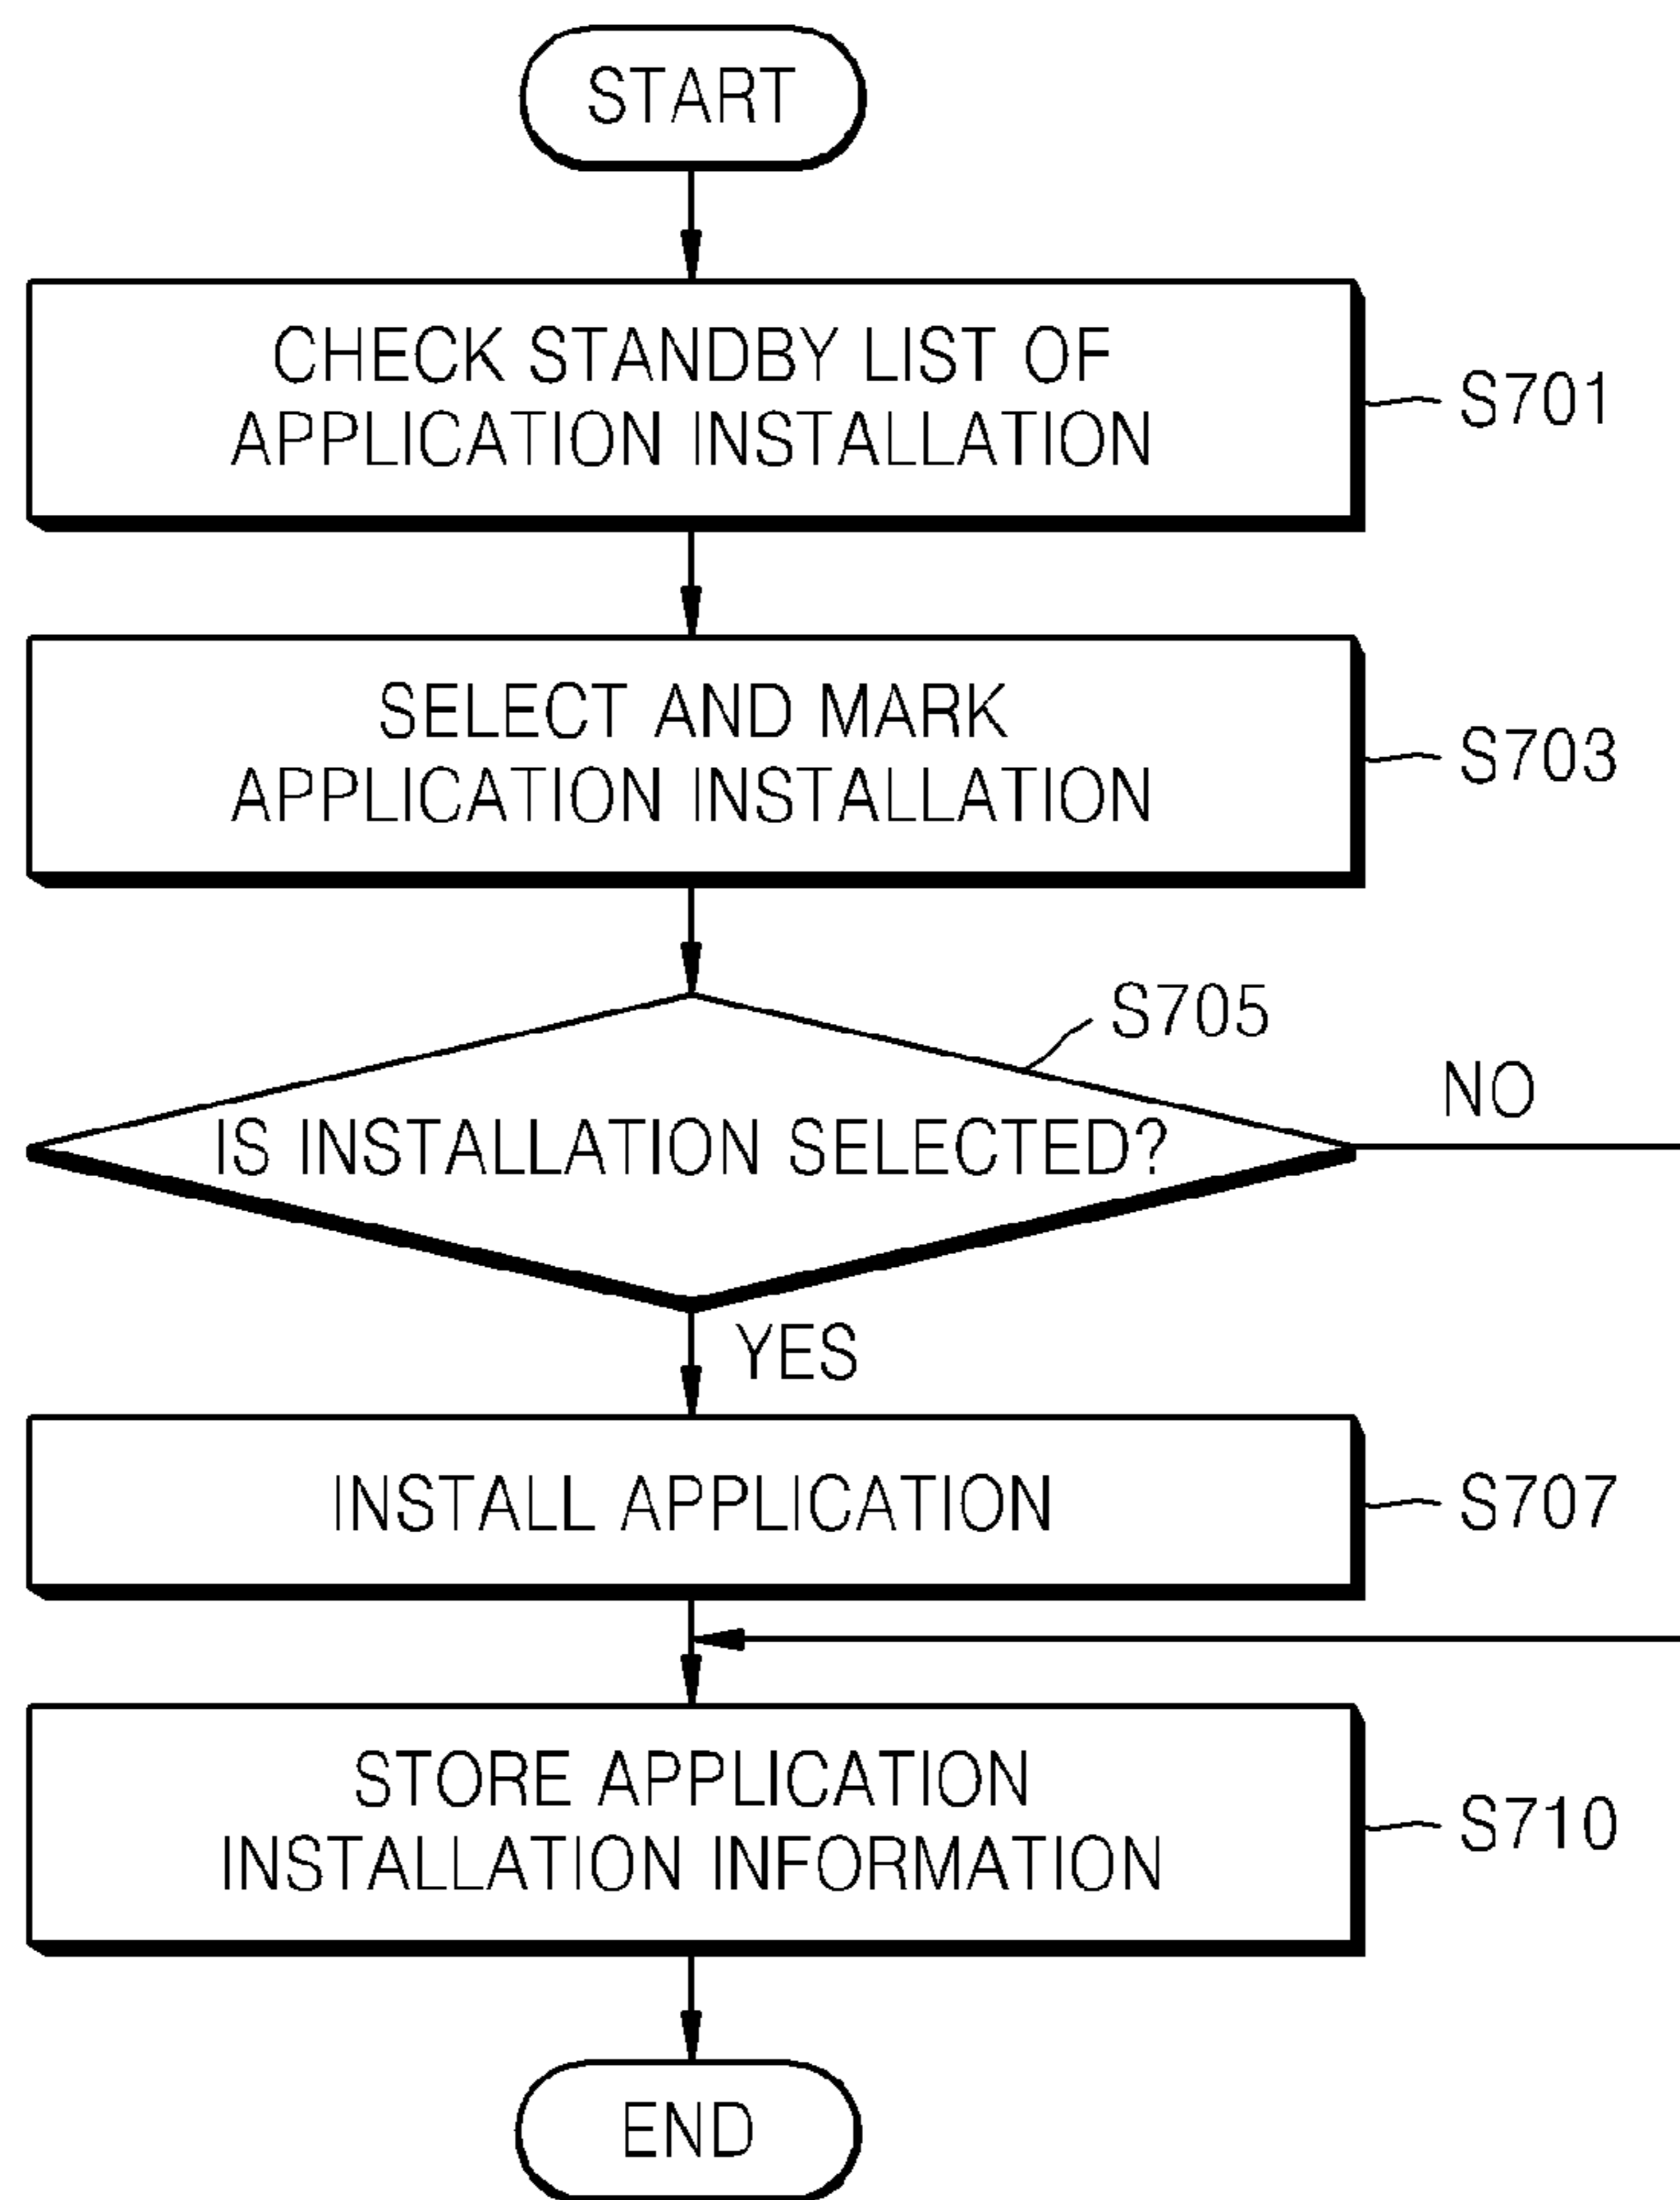 START
CHECK STANDBY LIST OF
APPLICATION INSTALLATION
S701
SELECT AND MARK
APPLICATION INSTALLATION
S703
S705
NO
IS INSTALLATION SELECTED?
YES
INSTALL APPLICATION
S707
STORE APPLICATION
INSTALLATION INFORMATION
S710
END